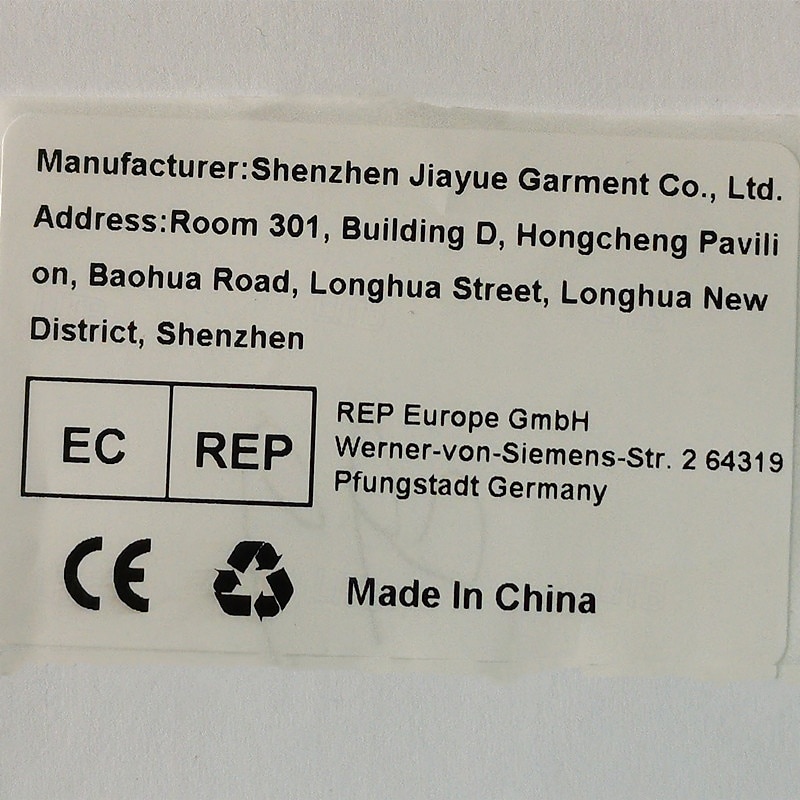 Manufacturer:Shenzhen Jiayue Garment Co., Ltd.
Address:Room 301, Building D, Hongcheng Pavili
on, Baohua Road, Longhua Street, Longhua New
District, Shenzhen
EC REP
REP Europe GmbH
Werner-von-Siemens-Str. 2 64319
Pfungstadt Germany
CE
Made In China